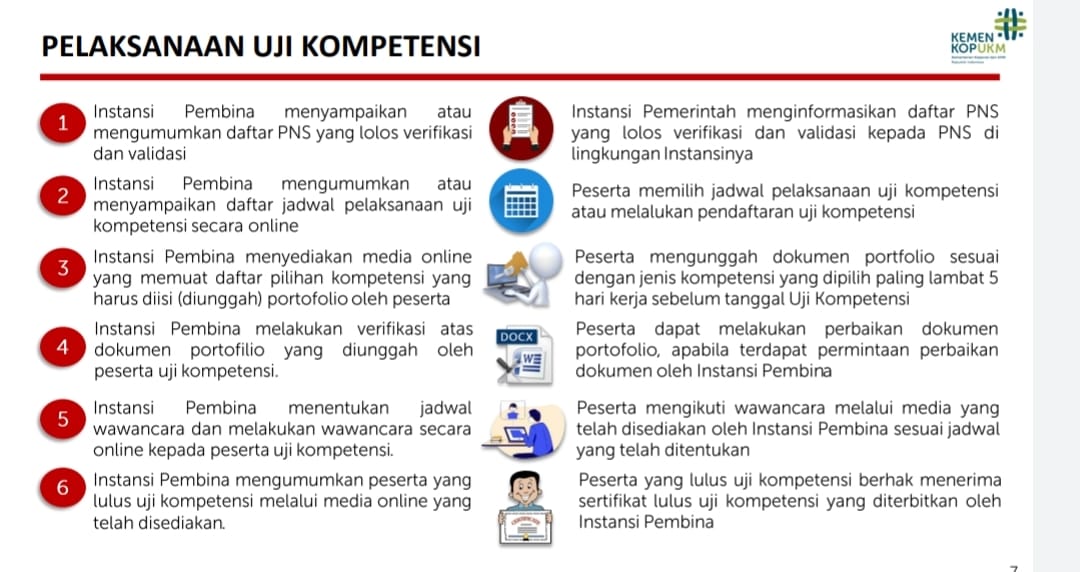 PELAKSANAAN UJI KOMPETENSI
KEMEN
KOPUKM
1
Instansi Pembina menyampaikan atau
mengumumkan daftar PNS yang lolos verifikasi
dan validasi
Instansi Pemerintah menginformasikan daftar PNS
yang lolos verifikasi dan validasi kepada PNS di
lingkungan Instansinya
2
Instansi Pembina mengumumkan atau
menyampaikan daftar jadwal pelaksanaan uji
kompetensi secara online
Peserta memilih jadwal pelaksanaan uji kompetensi
atau melalukan pendaftaran uji kompetensi
3
Instansi Pembina menyediakan media online
yang memuat daftar pilihan kompetensi yang
harus diisi (diunggah) portofolio oleh peserta
Peserta mengunggah dokumen portfolio sesuai
dengan jenis kompetensi yang dipilih paling lambat 5
hari kerja sebelum tanggal Uji Kompetensi
4
Instansi Pembina melakukan verifikasi atas
dokumen portofilio yang diunggah oleh
peserta uji kompetensi.
DOCX
W
Peserta dapat melakukan perbaikan dokumen
portofolio, apabila terdapat permintaan perbaikan
dokumen oleh Instansi Pembina
5
Instansi Pembina menentukan jadwal
wawancara dan melakukan wawancara secara
online kepada peserta uji kompetensi.
Peserta mengikuti wawancara melalui media yang
telah disediakan oleh Instansi Pembina sesuai jadwal
yang telah ditentukan
6
Instansi Pembina mengumumkan peserta yang
lulus uji kompetensi melalui media online yang
telah disediakan.
Peserta yang lulus uji kompetensi berhak menerima
sertifikat lulus uji kompetensi yang diterbitkan oleh
Instansi Pembina
7